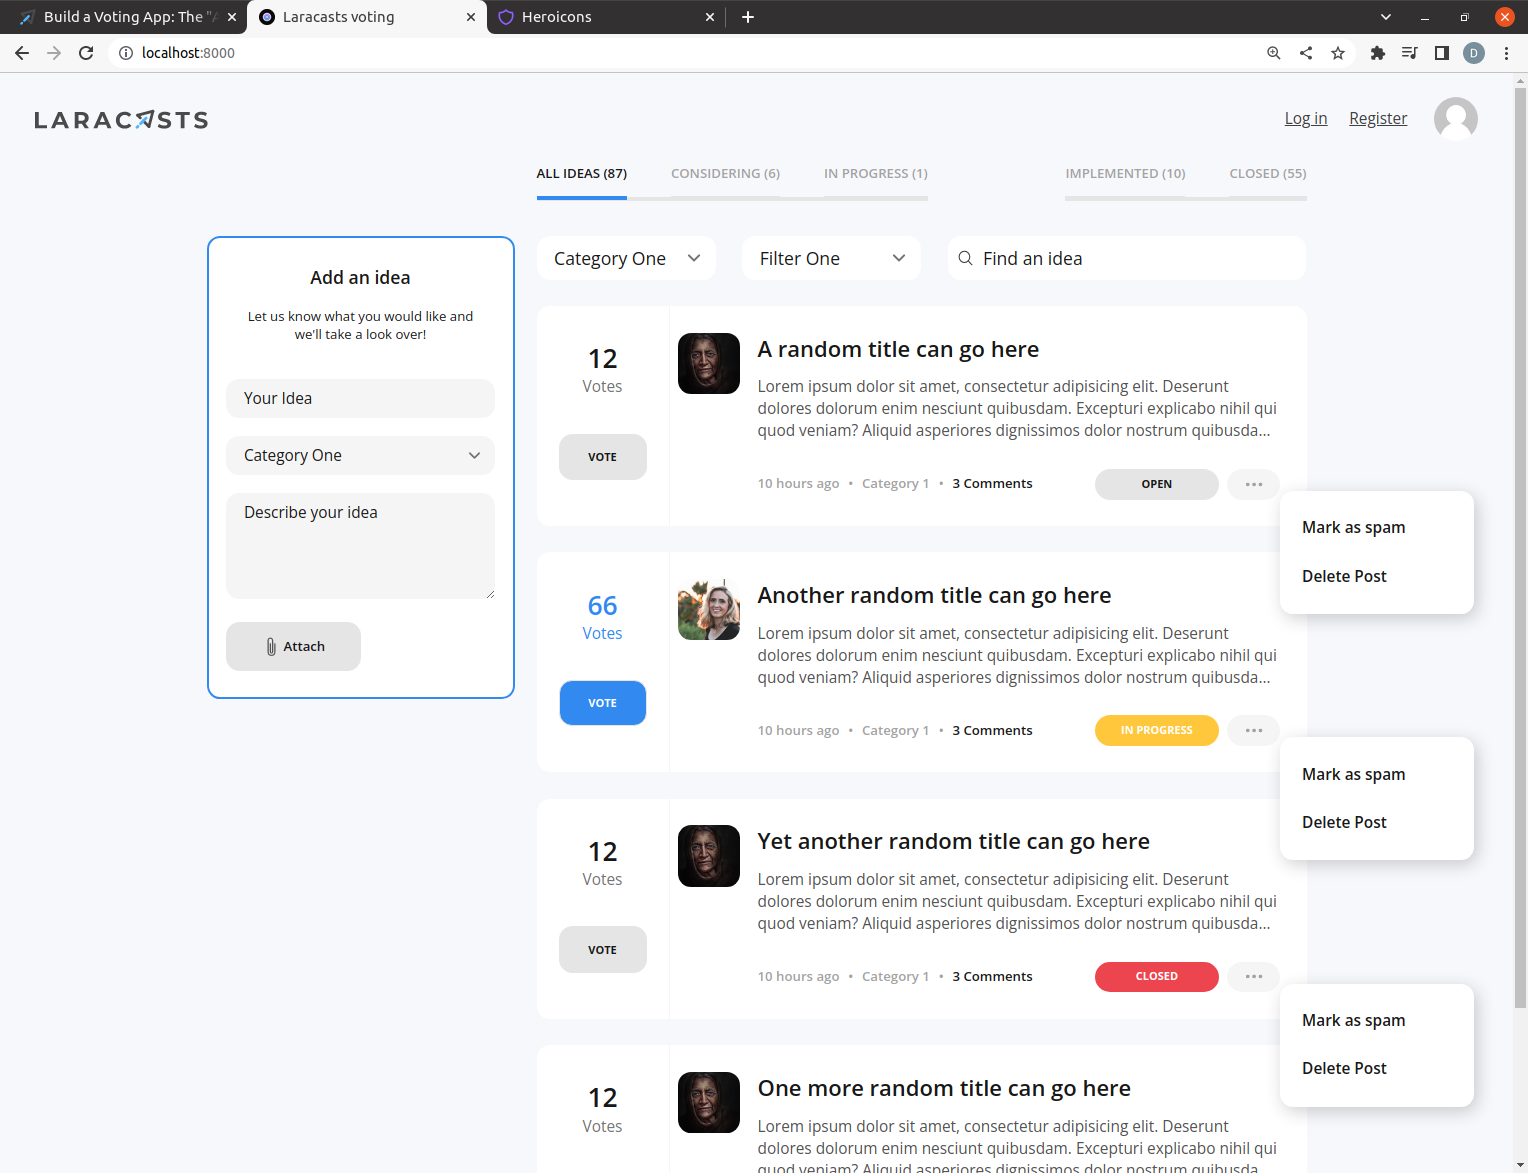 Build a Voting App: The "A
Laracasts voting
Heroicons
localhost:8000
D
LARACASTS
Log in
Register
ALL IDEAS (87)
CONSIDERING (6)
IN PROGRESS (1)
IMPLEMENTED (10)
CLOSED (55)
Add an idea
Let us know what you would like and
we'll take a look over!
Your Idea
Category One
Describe your idea
Attach
Category One
Filter One
Find an idea
12
Votes
VOTE
A random title can go here
Lorem ipsum dolor sit amet, consectetur adipisicing elit. Deserunt
dolores dolorum enim nesciunt quibusdam. Excepturi explicabo nihil qui
quod veniam? Aliquid asperiores dignissimos dolor nostrum quibusda...
10 hours ago • Category 1 • 3 Comments
OPEN
Mark as spam
Delete Post
66
Votes
VOTE
Another random title can go here
Lorem ipsum dolor sit amet, consectetur adipisicing elit. Deserunt
dolores dolorum enim nesciunt quibusdam. Excepturi explicabo nihil qui
quod veniam? Aliquid asperiores dignissimos dolor nostrum quibusda...
10 hours ago • Category 1 • 3 Comments
IN PROGRESS
Mark as spam
Delete Post
12
Votes
VOTE
Yet another random title can go here
Lorem ipsum dolor sit amet, consectetur adipisicing elit. Deserunt
dolores dolorum enim nesciunt quibusdam. Excepturi explicabo nihil qui
quod veniam? Aliquid asperiores dignissimos dolor nostrum quibusda...
10 hours ago • Category 1 • 3 Comments
CLOSED
Mark as spam
Delete Post
12
Votes
One more random title can go here
Lorem ipsum dolor sit amet, consectetur adipisicing elit. Deserunt
dolores dolorum enim nesciunt quibusdam. Excepturi explicabo nihil qui
quod veniam? Aliquid asperiores dignissimos dolor nostrum quibusda...